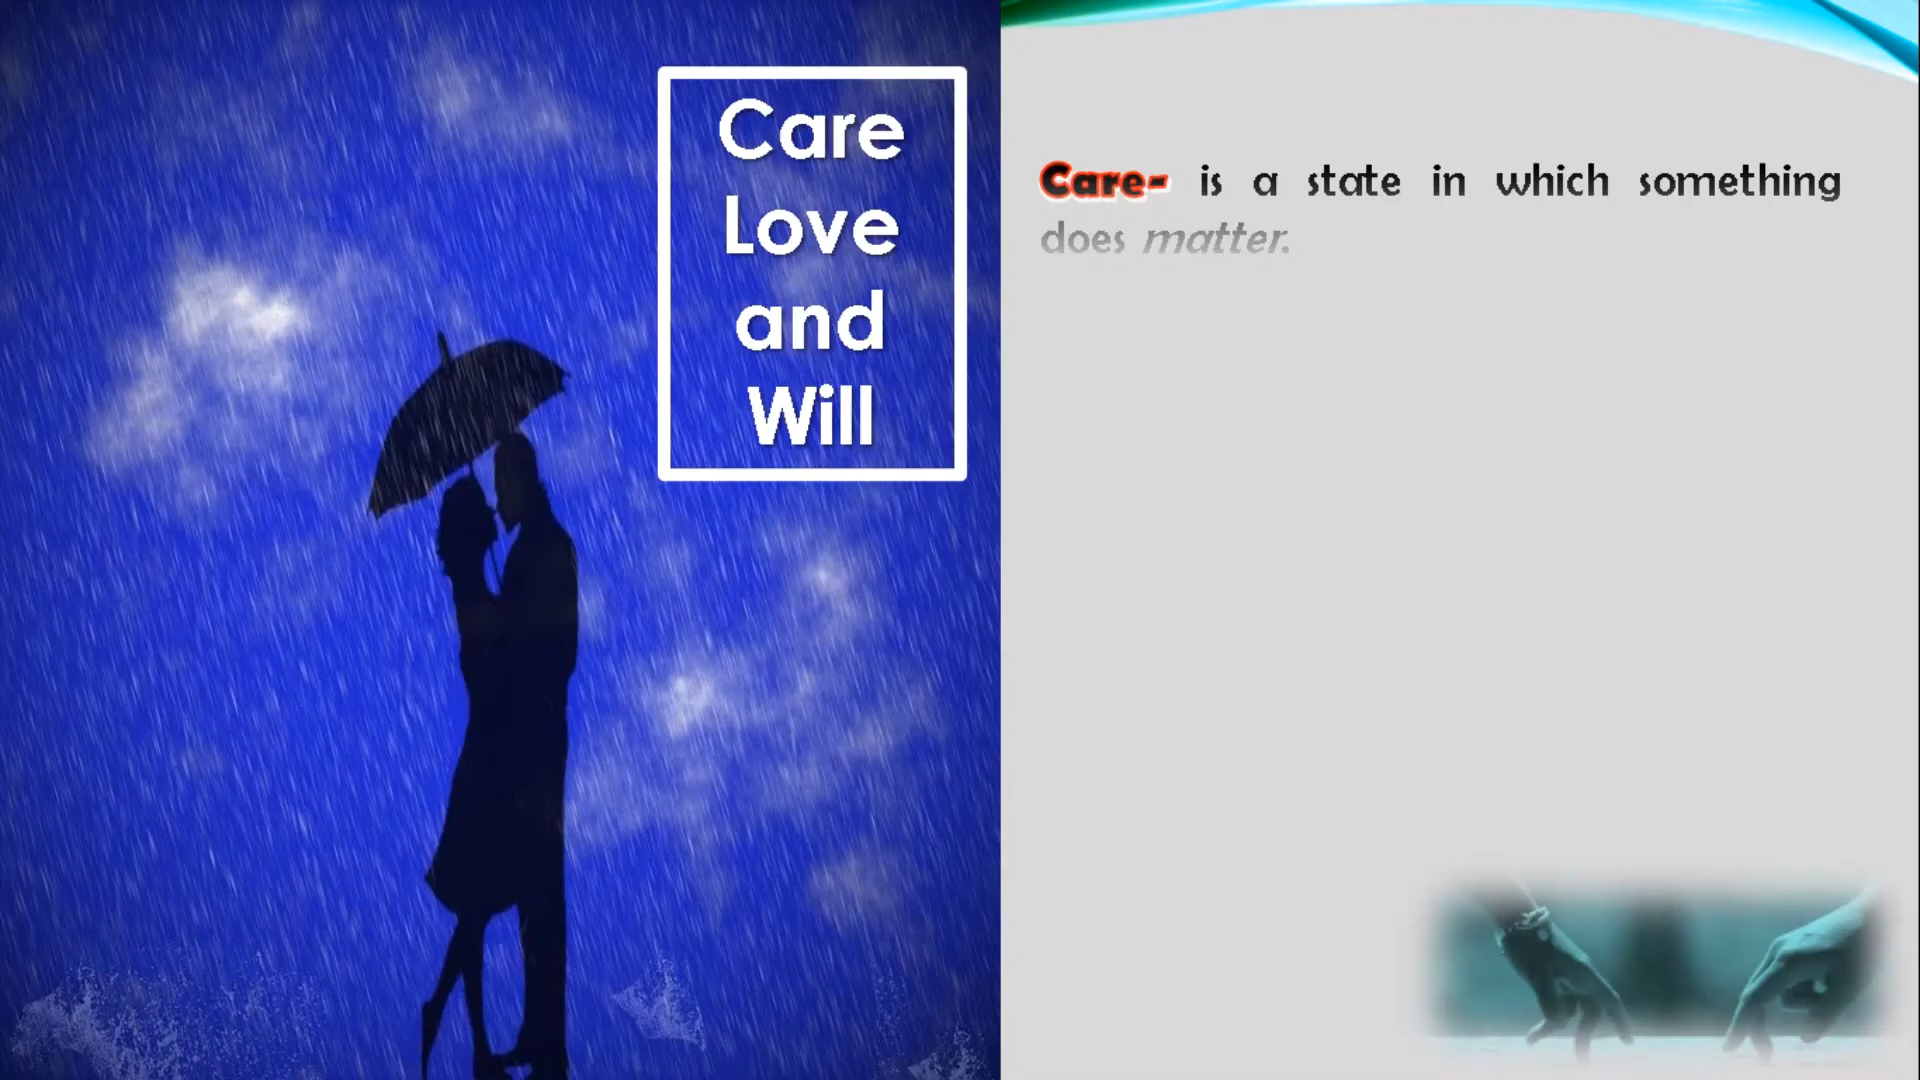 Care
Love
and
Will
Care- is a state in which something
does matter.